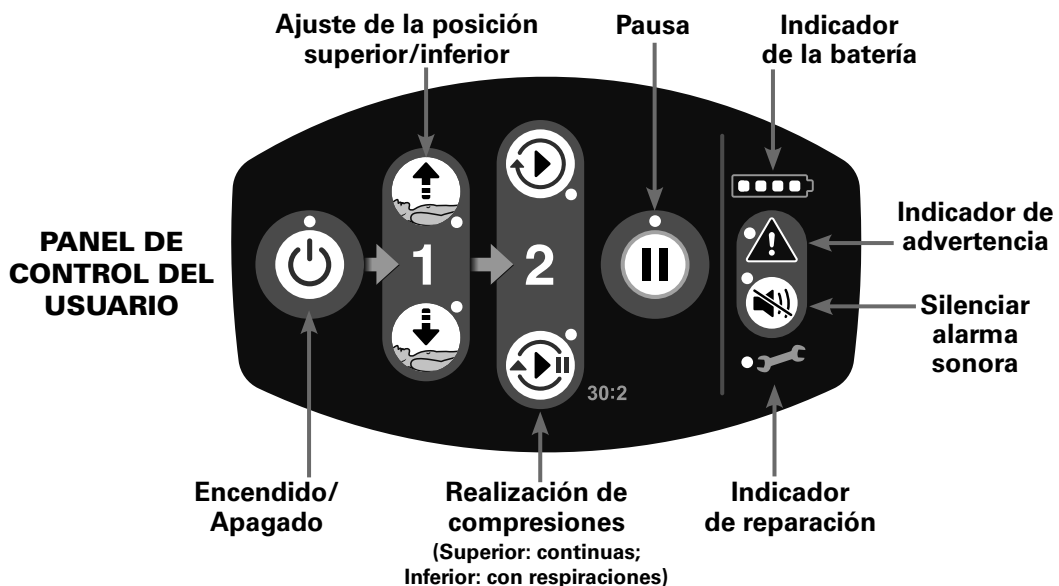 Ajuste de la posición
superior/inferior
Pausa
Indicador
de la batería
PANEL DE
CONTROL DEL
USUARIO
1
2
30:2
Indicador de
advertencia
Silenciar
alarma
sonora
Encendido/
Apagado
Realización de
compresiones
(Superior: continuas;
Inferior: con respiraciones)
Indicador
de reparación